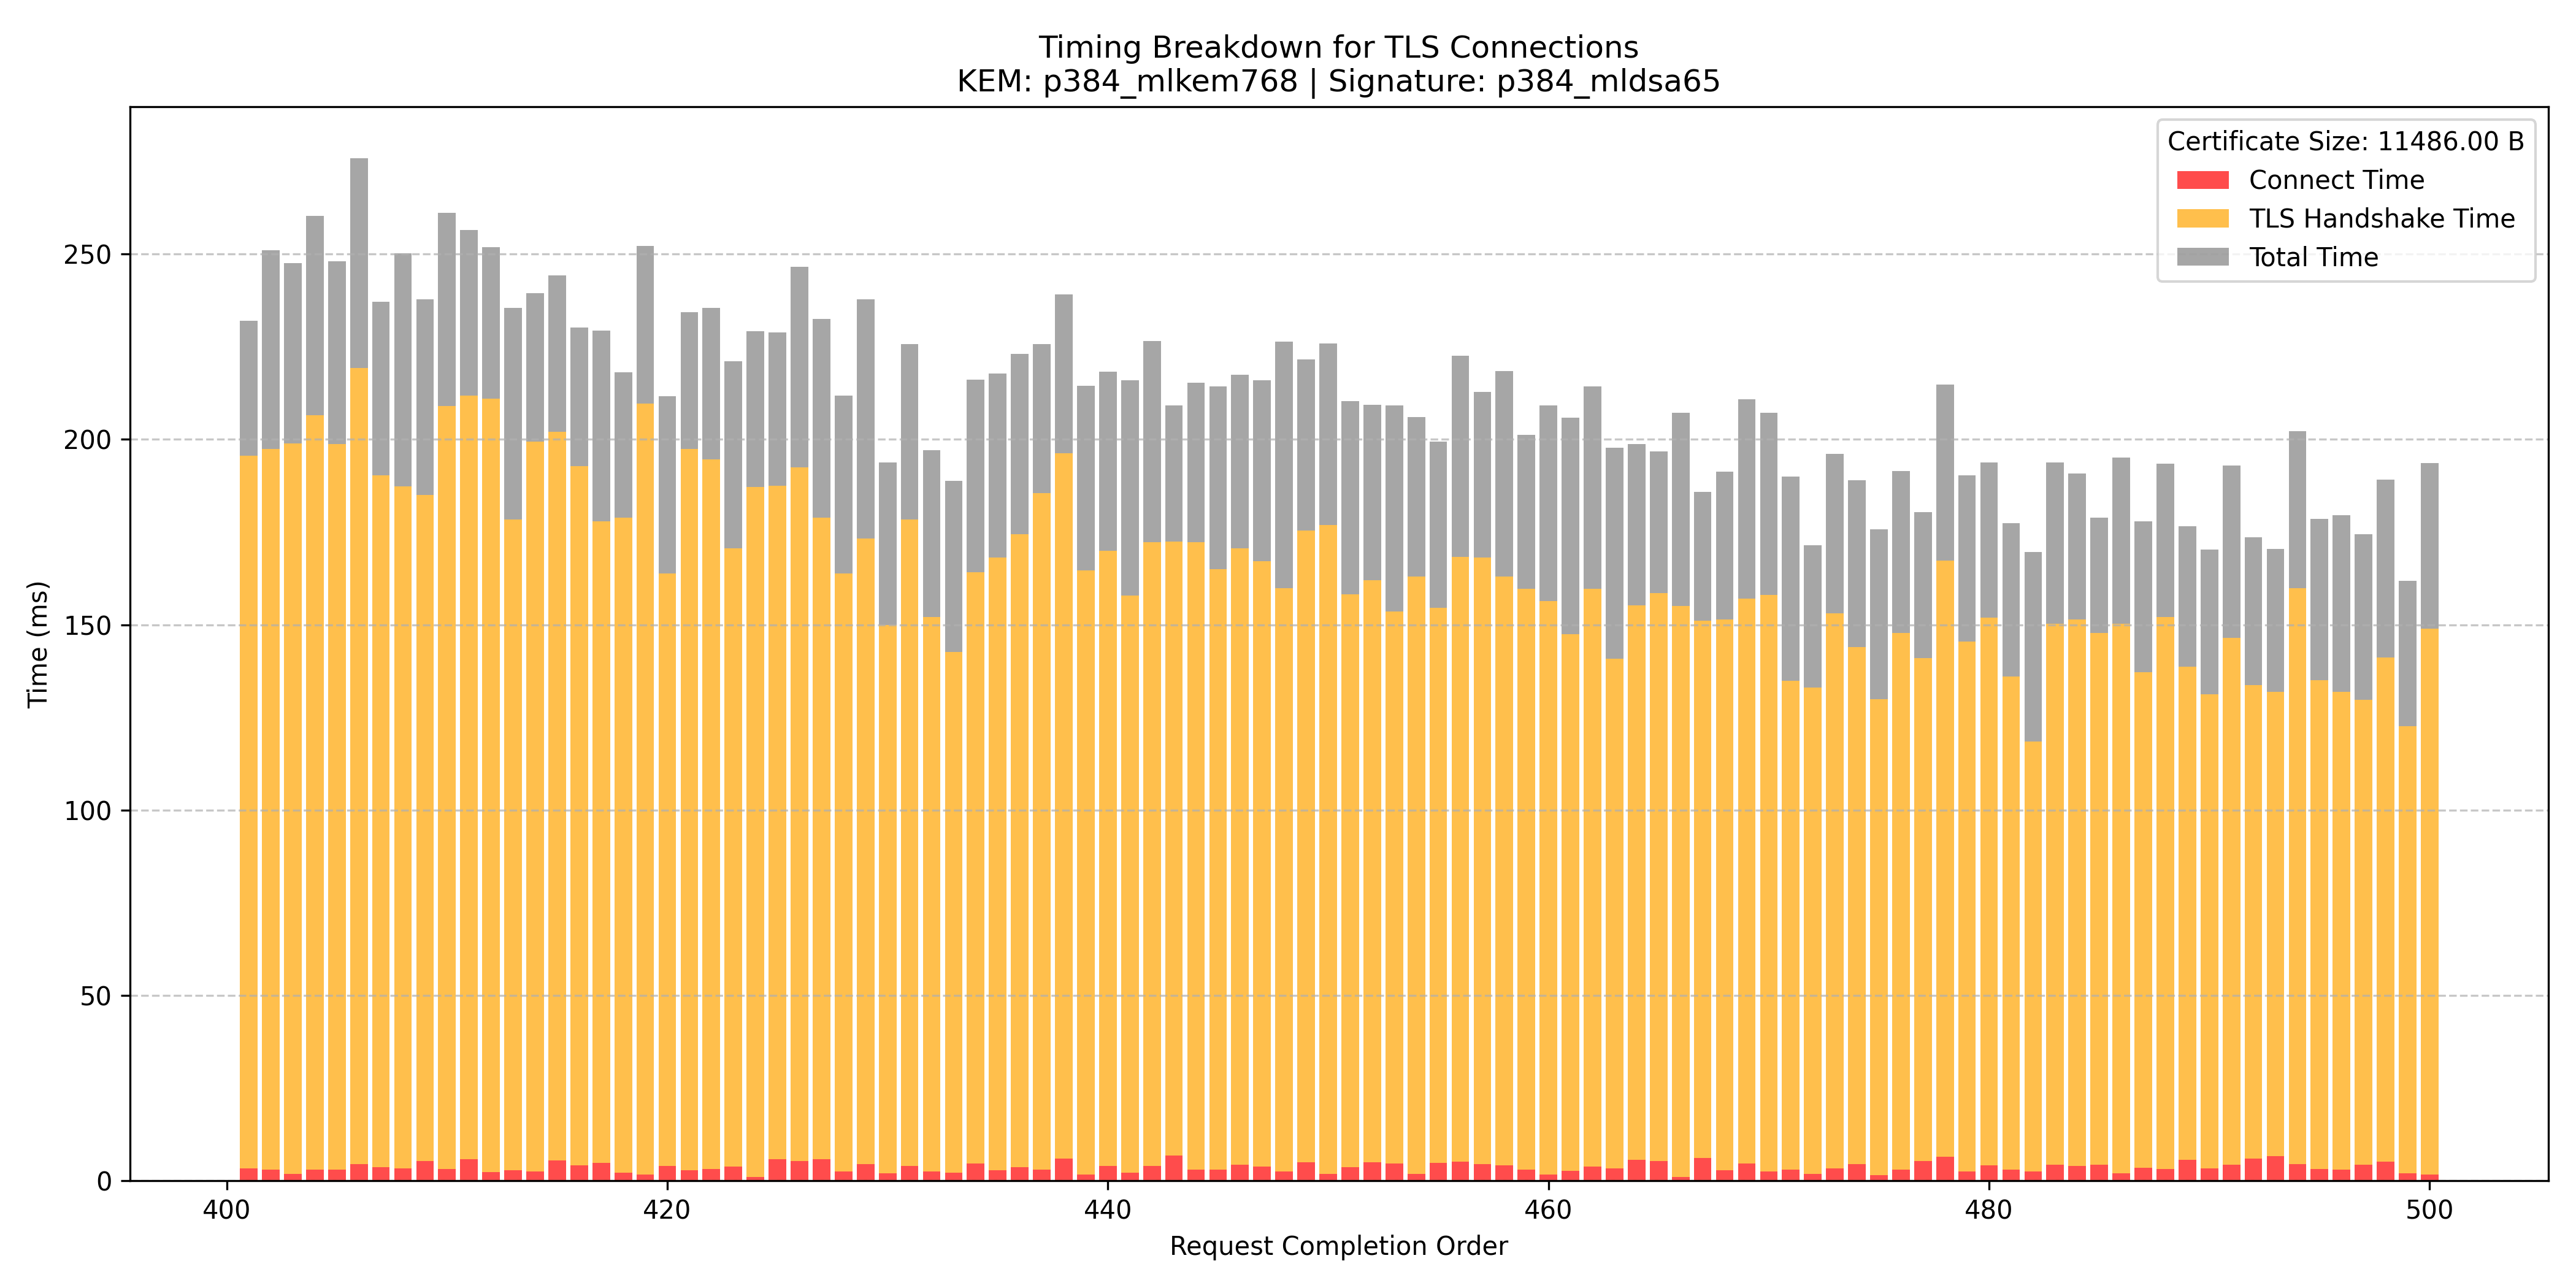 Timing Breakdown for TLS Connections
KEM: p384_mlkem768 | Signature: p384_mldsa65
Certificate Size: 11486.00 B
Connect Time
TLS Handshake Time
Total Time
Time (ms)
250
200
150
100
50
0
400 420 440 460 480 500
Request Completion Order